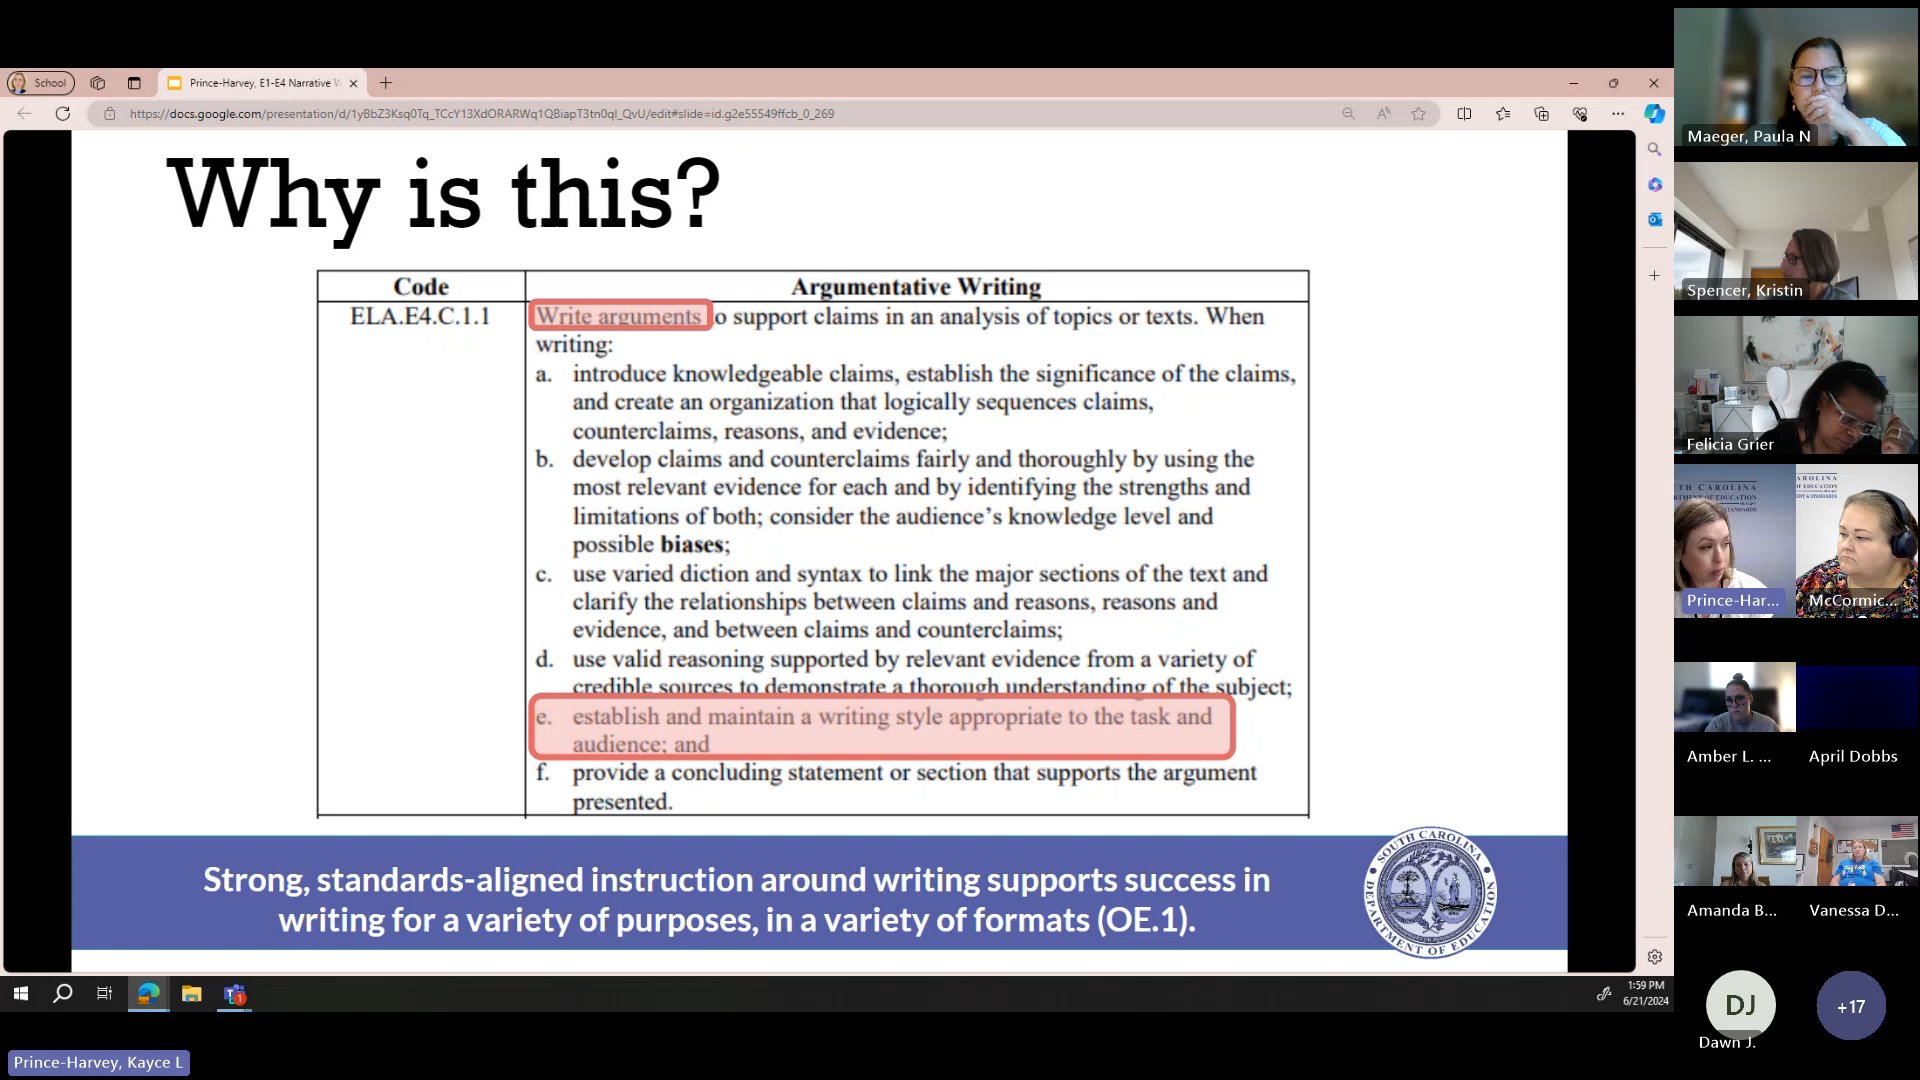 School
Prince-Harvey, E1-E4 Narrative W
https://docs.google.com/presentation/d/1yBbZ3Ksq0Tq_TCcY13XdORARWq1QBiapT3tn0ql_QvU/edit#slide=id.g2e55549ffcb_0_269
Why is this?
Code
Argumentative Writing
ELA.E4.C.1.1
Write arguments to support claims in an analysis of topics or texts. When
writing:
a. introduce knowledgeable claims, establish the significance of the claims,
and create an organization that logically sequences claims,
counterclaims, reasons, and evidence;
b. develop claims and counterclaims fairly and thoroughly by using the
most relevant evidence for each and by identifying the strengths and
limitations of both; consider the audience's knowledge level and
possible biases;
c. use varied diction and syntax to link the major sections of the text and
clarify the relationships between claims and reasons, reasons and
evidence, and between claims and counterclaims;
d. use valid reasoning supported by relevant evidence from a variety of
credible sources to demonstrate a thorough understanding of the subject;
e. establish and maintain a writing style appropriate to the task and
audience; and
f. provide a concluding statement or section that supports the argument
presented.
Strong, standards-aligned instruction around writing supports success in
writing for a variety of purposes, in a variety of formats (OE.1).
SOUTH CAROLINA
DEPARTMENT OF EDUCATION
1:59 PM
6/21/2024
Prince-Harvey, Kayce L
Maeger, Paula N
Spencer, Kristin
Felicia Grier
Prince-Har...
McCormic...
Amber L. ...
April Dobbs
Amanda B...
Vanessa D...
DJ
Dawn J.
+17